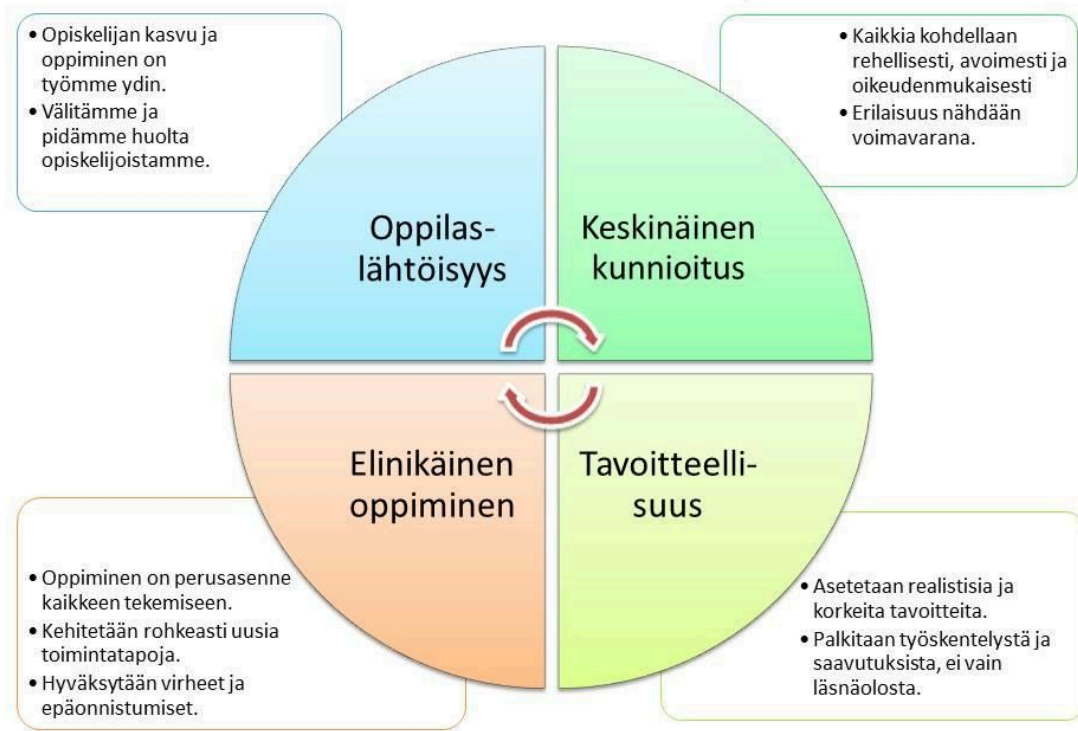 • Opiskelijan kasvu ja
oppiminen on
työmme ydin.
• Välitämme ja
pidämme huolta
opiskelijoistamme.
• Kaikkia kohdellaan
rehellisesti, avoimesti ja
oikeudenmukaisesti
• Erilaisuus nähdään
voimavarana.
Oppilas-
lähtöisyys
Keskinäinen
kunnioitus
Elinikäinen
oppiminen
Tavoitteelli-
suus
• Oppiminen on perusasenne
kaikkeen tekemiseen.
• Kehitetään rohkeasti uusia
toimintatapoja.
• Hyväksytään virheet ja
epäonnistumiset.
• Asetetaan realistisia ja
korkeita tavoitteita.
• Palkitaan työskentelystä ja
saavutuksista, ei vain
läsnäolosta.